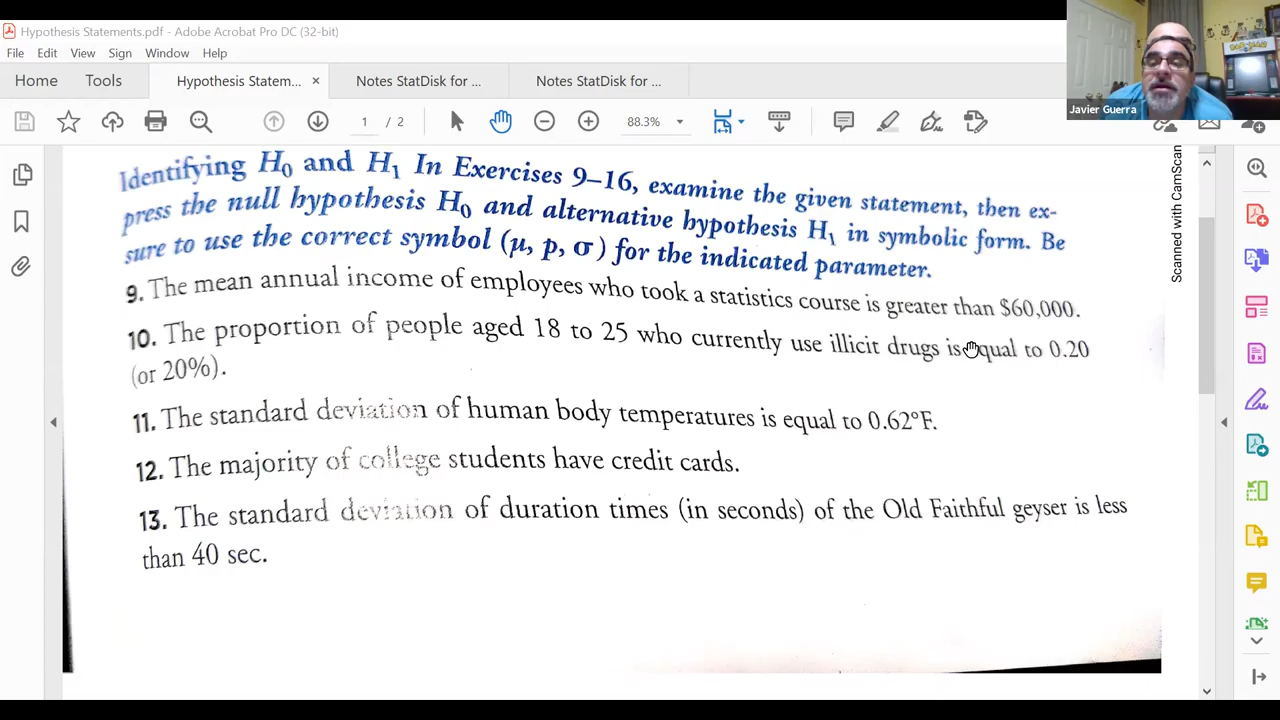 Hypothesis Statements.pdf - Adobe Acrobat Pro DC (32-bit)
File Edit View Sign Window Help
Home Tools Hypothesis Statem... × Notes StatDisk for ... Notes StatDisk for ...
1 / 2 88.3%
Javier Guerra
Identifying H₀ and H₁ In Exercises 9–16, examine the given statement, then ex-
press the null hypothesis H₀ and alternative hypothesis H₁ in symbolic form. Be
sure to use the correct symbol (μ, p, σ) for the indicated parameter.
9. The mean annual income of employees who took a statistics course is greater than $60,000.
10. The proportion of people aged 18 to 25 who currently use illicit drugs is equal to 0.20
(or 20%).
11. The standard deviation of human body temperatures is equal to 0.62°F.
12. The majority of college students have credit cards.
13. The standard deviation of duration times (in seconds) of the Old Faithful geyser is less
than 40 sec.
Scanned with CamScan